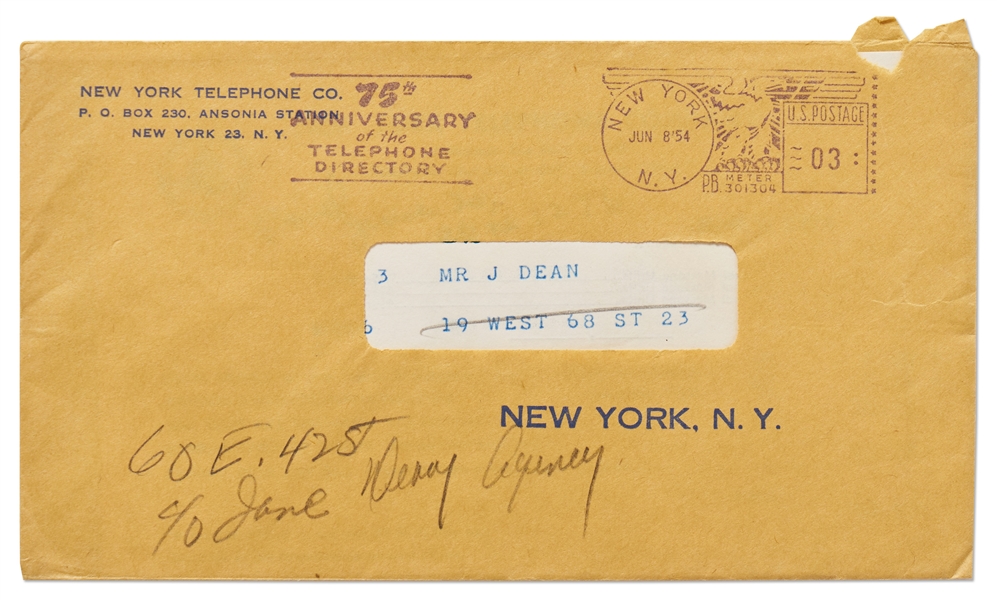 NEW YORK TELEPHONE CO.
P. O. BOX 230, ANSONIA STATION
NEW YORK 23, N. Y.
75th
ANNIVERSARY
of the
TELEPHONE
DIRECTORY
NEW YORK
JUN 8 '54
N.Y.
U.S. POSTAGE
03
P.B. METER
301304
3 MR J DEAN
6 19 WEST 68 ST 23
NEW YORK, N. Y.
60 E. 42 ST
c/o Jane Deacy Agency